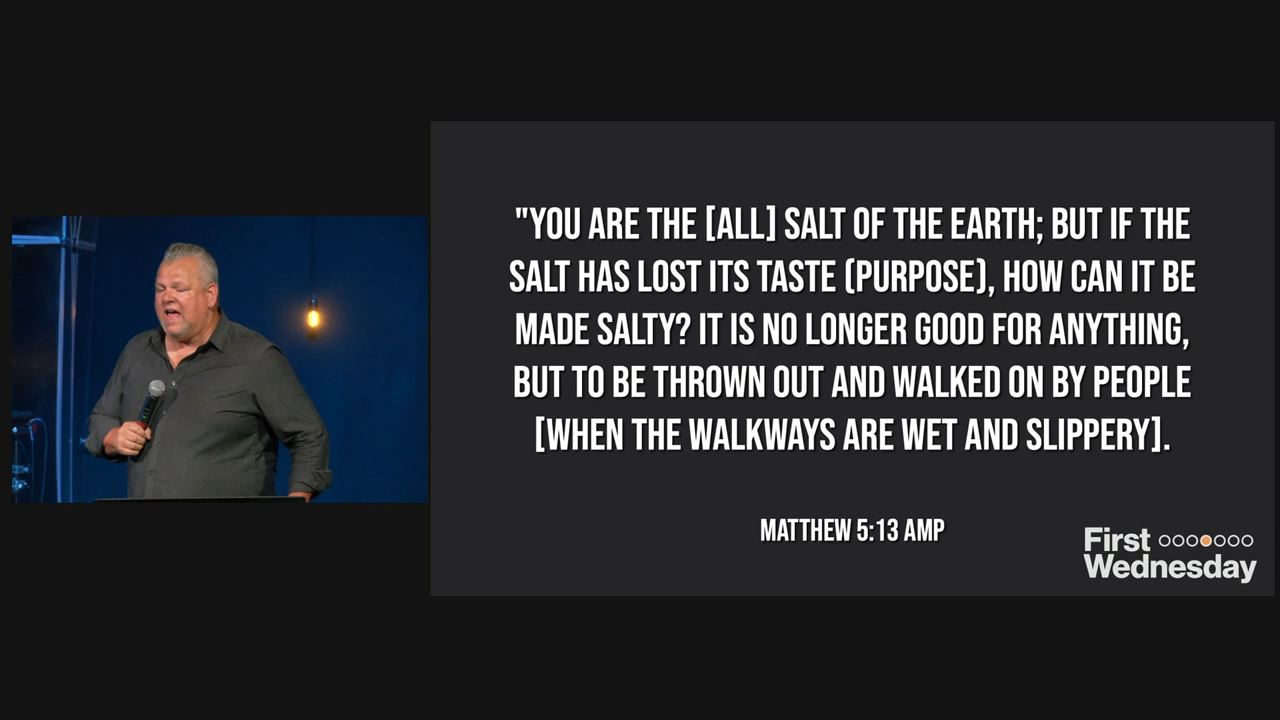 "YOU ARE THE [ALL] SALT OF THE EARTH; BUT IF THE
SALT HAS LOST ITS TASTE (PURPOSE), HOW CAN IT BE
MADE SALTY? IT IS NO LONGER GOOD FOR ANYTHING,
BUT TO BE THROWN OUT AND WALKED ON BY PEOPLE
[WHEN THE WALKWAYS ARE WET AND SLIPPERY].
MATTHEW 5:13 AMP
First
Wednesday